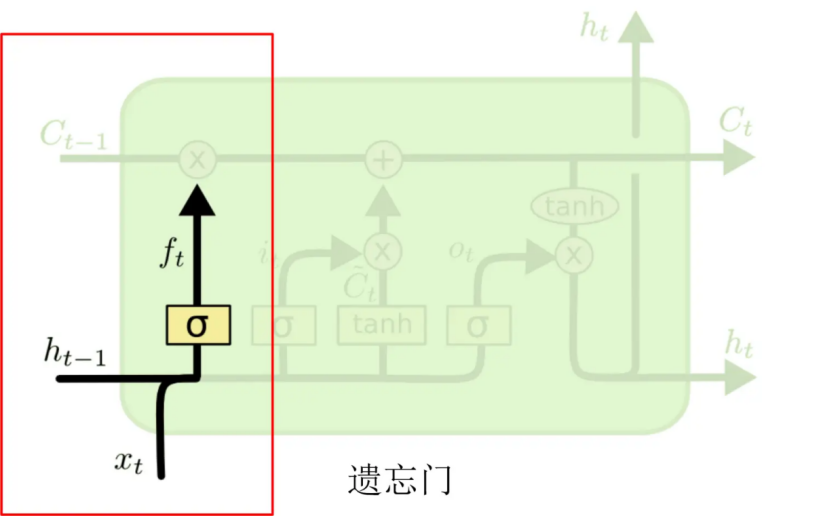 h_t
C_{t-1}
x
+
C_t
tanh
f_t
i_t
x
o_t
x
C̃_t
σ
σ
tanh
σ
h_{t-1}
h_t
x_t
遗忘门